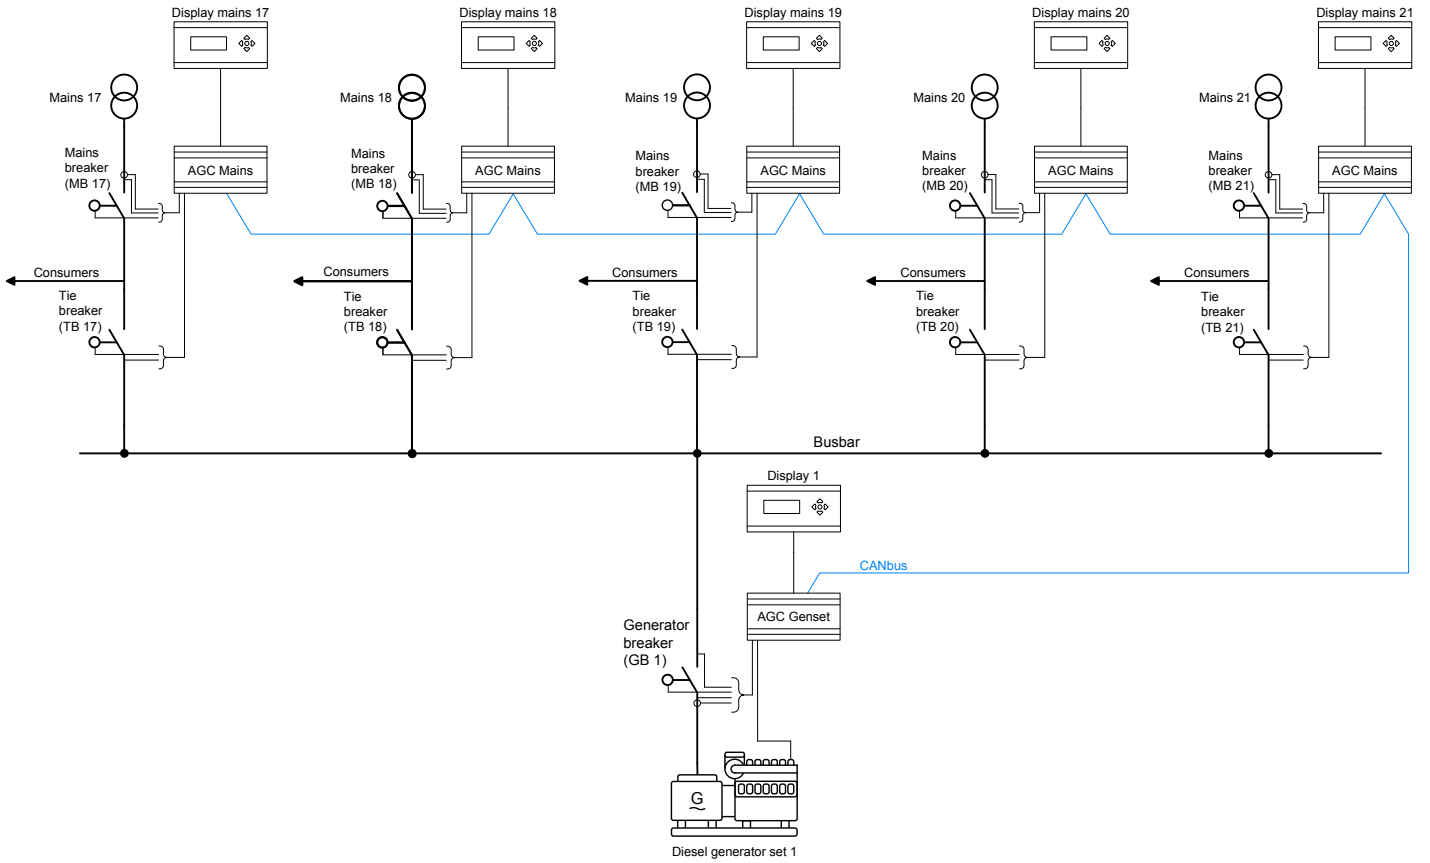 Display mains 17
Display mains 18
Display mains 19
Display mains 20
Display mains 21
Mains 17
Mains 18
Mains 19
Mains 20
Mains 21
Mains
breaker
(MB 17)
AGC Mains
Mains
breaker
(MB 18)
AGC Mains
Mains
breaker
(MB 19)
AGC Mains
Mains
breaker
(MB 20)
AGC Mains
Mains
breaker
(MB 21)
AGC Mains
Consumers
Consumers
Consumers
Consumers
Consumers
Tie
breaker
(TB 17)
Tie
breaker
(TB 18)
Tie
breaker
(TB 19)
Tie
breaker
(TB 20)
Tie
breaker
(TB 21)
Busbar
Display 1
CANbus
AGC Genset
Generator
breaker
(GB 1)
G
~
Diesel generator set 1